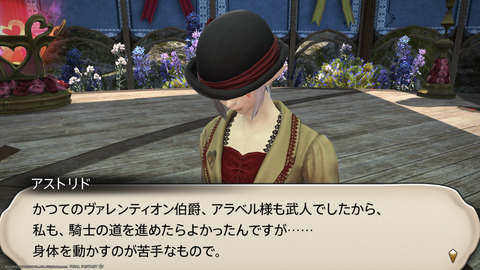 アストリド
かつてのヴァレンティオン伯爵、アラベル様も武人でしたから、
私も、騎士の道を進めたらよかったんですが……
身体を動かすのが苦手なもので。
FINAL FANTASY